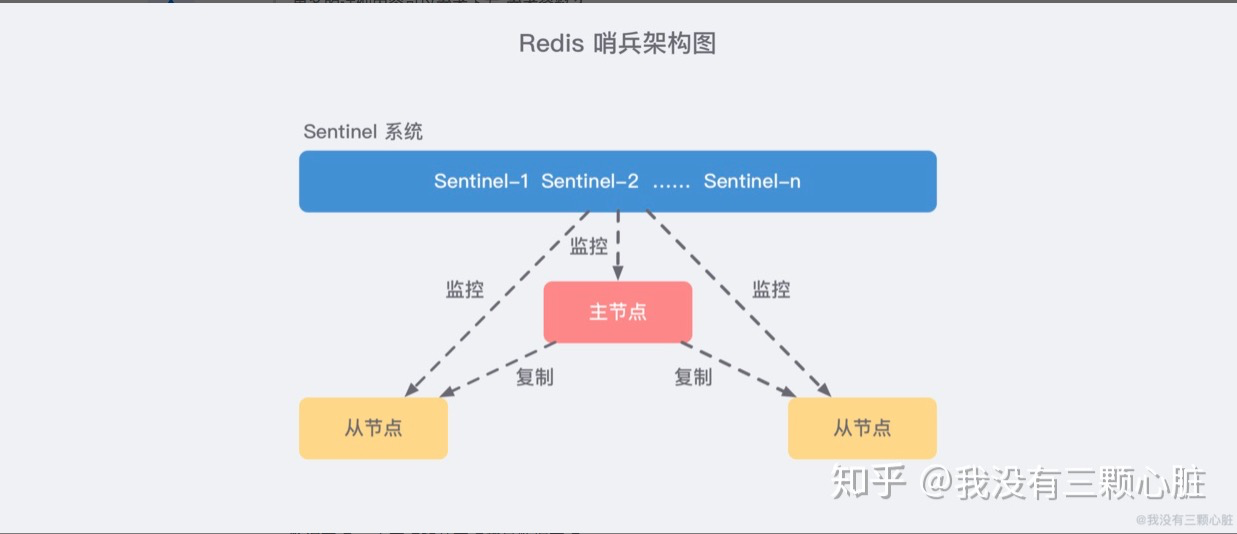 Redis 哨兵架构图
Sentinel 系统
Sentinel-1 Sentinel-2 …… Sentinel-n
监控
监控
监控
主节点
复制
复制
从节点
从节点
知乎 @我没有三颗心脏
@我没有三颗心脏